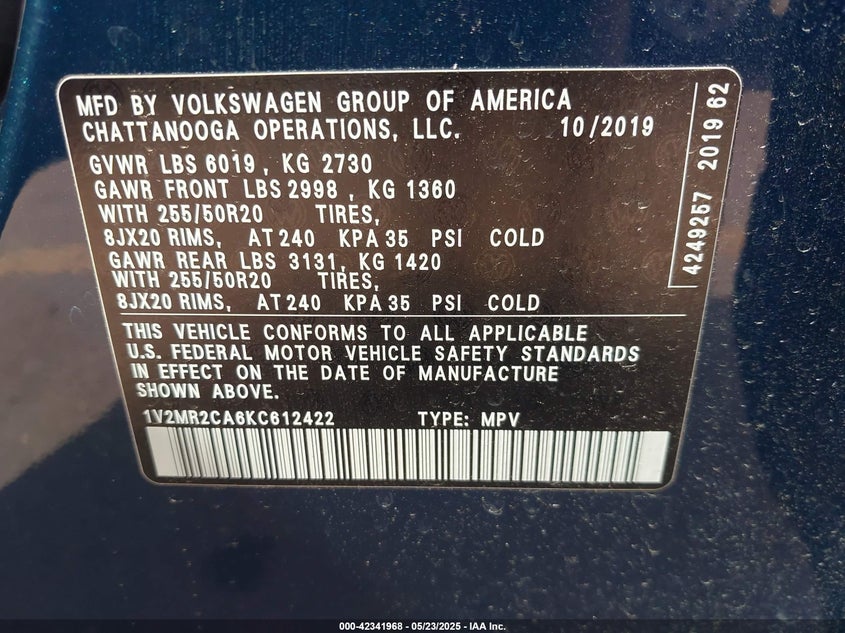 MFD BY VOLKSWAGEN GROUP OF AMERICA
CHATTANOOGA OPERATIONS, LLC. 10/2019
GVWR LBS 6019, KG 2730
GAWR FRONT LBS 2998, KG 1360
WITH 255/50R20 TIRES,
8JX20 RIMS, AT 240 KPA 35 PSI COLD
GAWR REAR LBS 3131, KG 1420
WITH 255/50R20 TIRES,
8JX20 RIMS, AT 240 KPA 35 PSI COLD
THIS VEHICLE CONFORMS TO ALL APPLICABLE
U.S. FEDERAL MOTOR VEHICLE SAFETY STANDARDS
IN EFFECT ON THE DATE OF MANUFACTURE
SHOWN ABOVE.
1V2MR2CA6KC612422 TYPE: MPV
4249257 2019 62
000-42341968 - 05/23/2025 - IAA Inc.